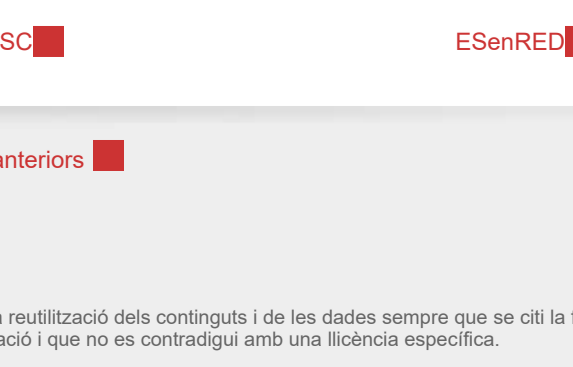 SC ESenRED
anteriors
reutilització dels continguts i de les dades sempre que se citi la
ació i que no es contradigui amb una llicència específica.